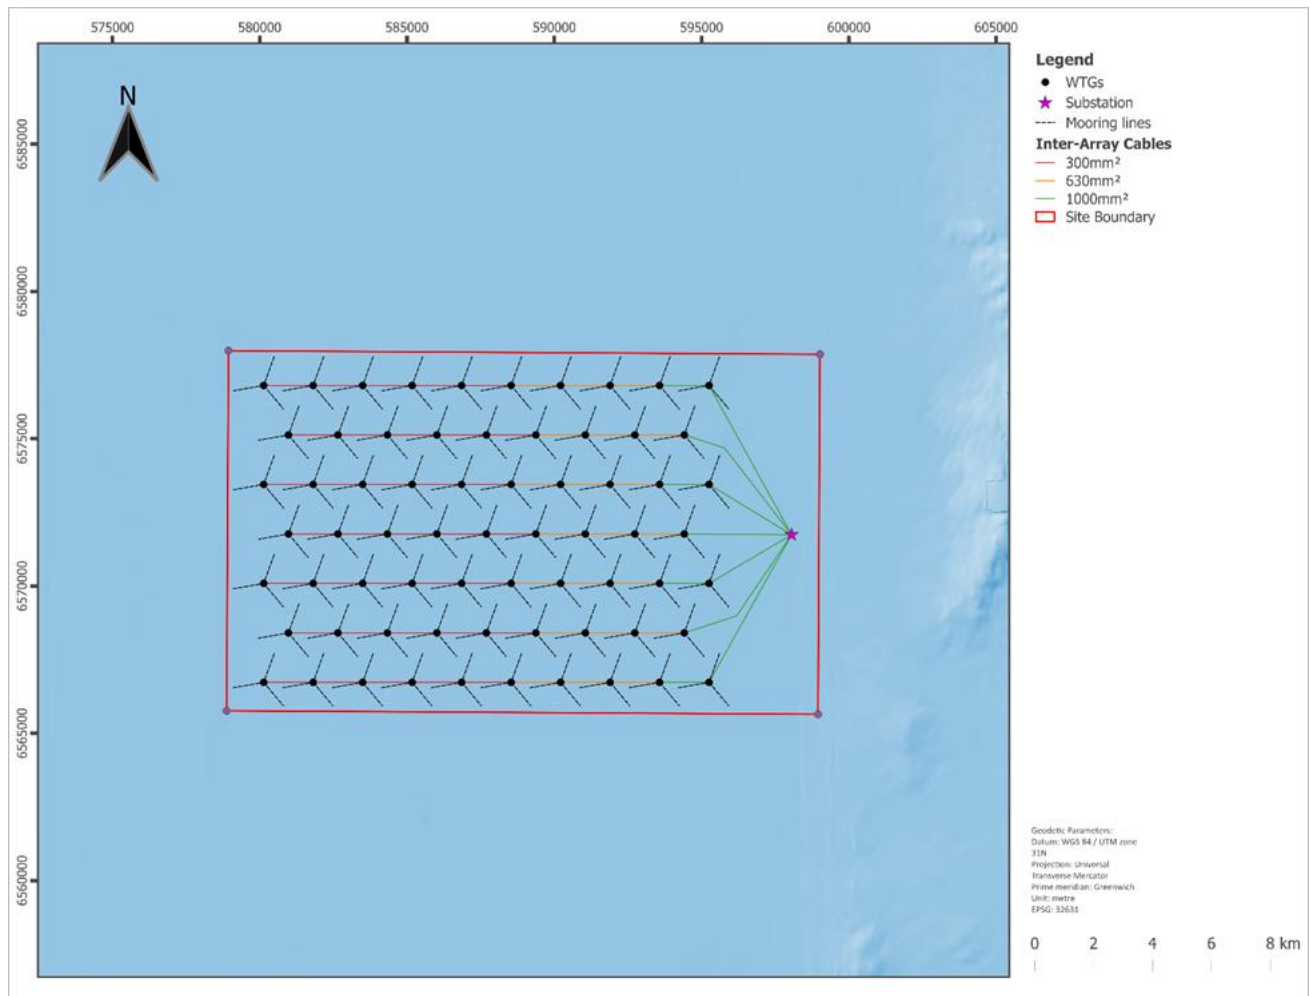 575000 580000 585000 590000 595000 600000 605000
N
6585000
6580000
6575000
6570000
6565000
6560000
Legend
WTGs
Substation
Mooring lines
Inter-Array Cables
300mm²
630mm²
1000mm²
Site Boundary
Geodetic Parameters:
Datum: WGS 84 / UTM zone
31N
Projection: Universal
Transverse Mercator
Prime meridian: Greenwich
Unit: metre
EPSG: 32631
0 2 4 6 8 km